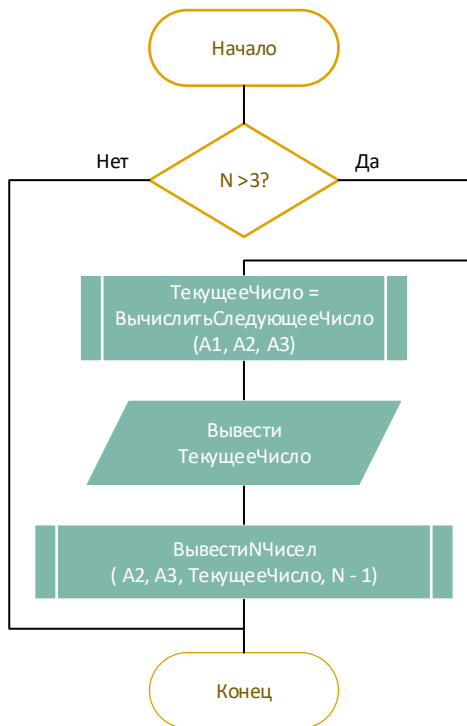 Начало
Нет
Да
N >3?
ТекущееЧисло =
ВычислитьСледующееЧисло
(A1, A2, A3)
Вывести
ТекущееЧисло
ВывестиNЧисел
( A2, A3, ТекущееЧисло, N - 1)
Конец